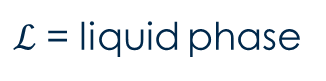 ℒ = liquid phase